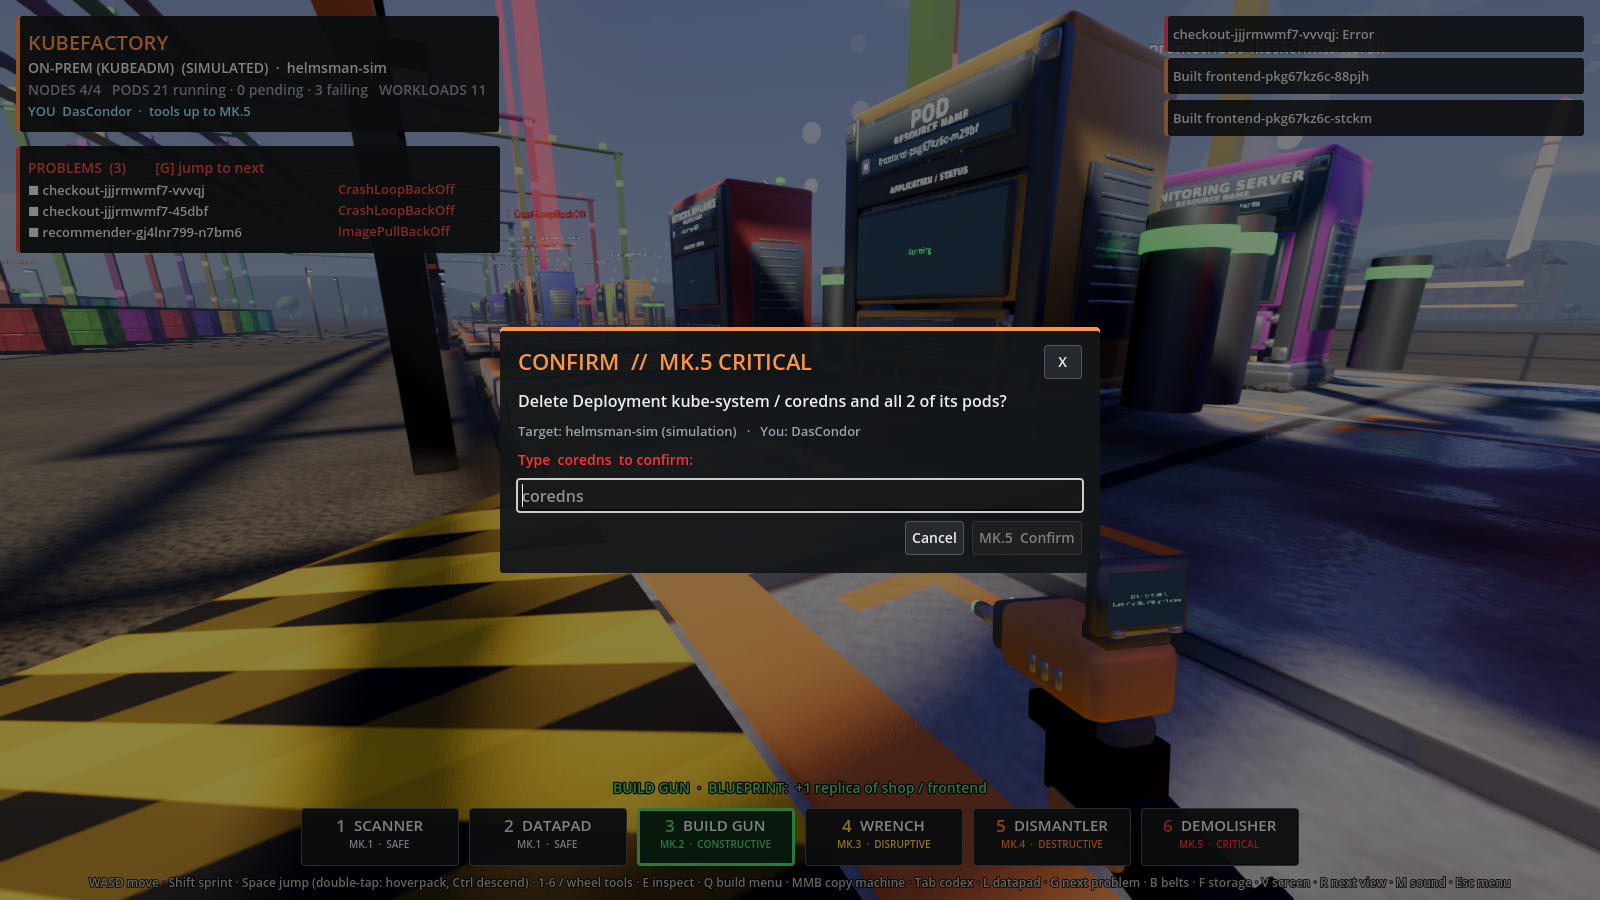 KUBEFACTORY
ON-PREM (KUBEADM) (SIMULATED) · helmsman-sim
NODES 4/4 PODS 21 running · 0 pending · 3 failing WORKLOADS 11
YOU DasCondor · tools up to MK.5
PROBLEMS (3) [G] jump to next
checkout-jjjrmwmf7-vvvqj CrashLoopBackOff
checkout-jjjrmwmf7-45dbf CrashLoopBackOff
recommender-gj4lnr799-n7bm6 ImagePullBackOff
checkout-jjjrmwmf7-vvvqj: Error
Built frontend-pkg67kz6c-88pjh
Built frontend-pkg67kz6c-stckm
POD
RESOURCE NAME
frontend-pkg67kz6c-m29bf
APPLICATION / STATUS
NETWORK APPLIANCE
NITORING SERVER
RESOURCE NAME
CrashLoopBackOff
CONFIRM // MK.5 CRITICAL
X
Delete Deployment kube-system / coredns and all 2 of its pods?
Target: helmsman-sim (simulation) · You: DasCondor
Type coredns to confirm:
coredns
Cancel
MK.5 Confirm
BUILD GUN · BLUEPRINT: +1 replica of shop / frontend
1 SCANNER
MK.1 · SAFE
2 DATAPAD
MK.1 · SAFE
3 BUILD GUN
MK.2 · CONSTRUCTIVE
4 WRENCH
MK.3 · DISRUPTIVE
5 DISMANTLER
MK.4 · DESTRUCTIVE
6 DEMOLISHER
MK.5 · CRITICAL
WASD move · Shift sprint · Space jump (double-tap: hoverpack, Ctrl descend) · 1-6 / wheel tools · E inspect · Q build menu · MMB copy machine · Tab codex · L datapad · G next problem · B belts · F storage · V screen · R next view · M sound · Esc menu